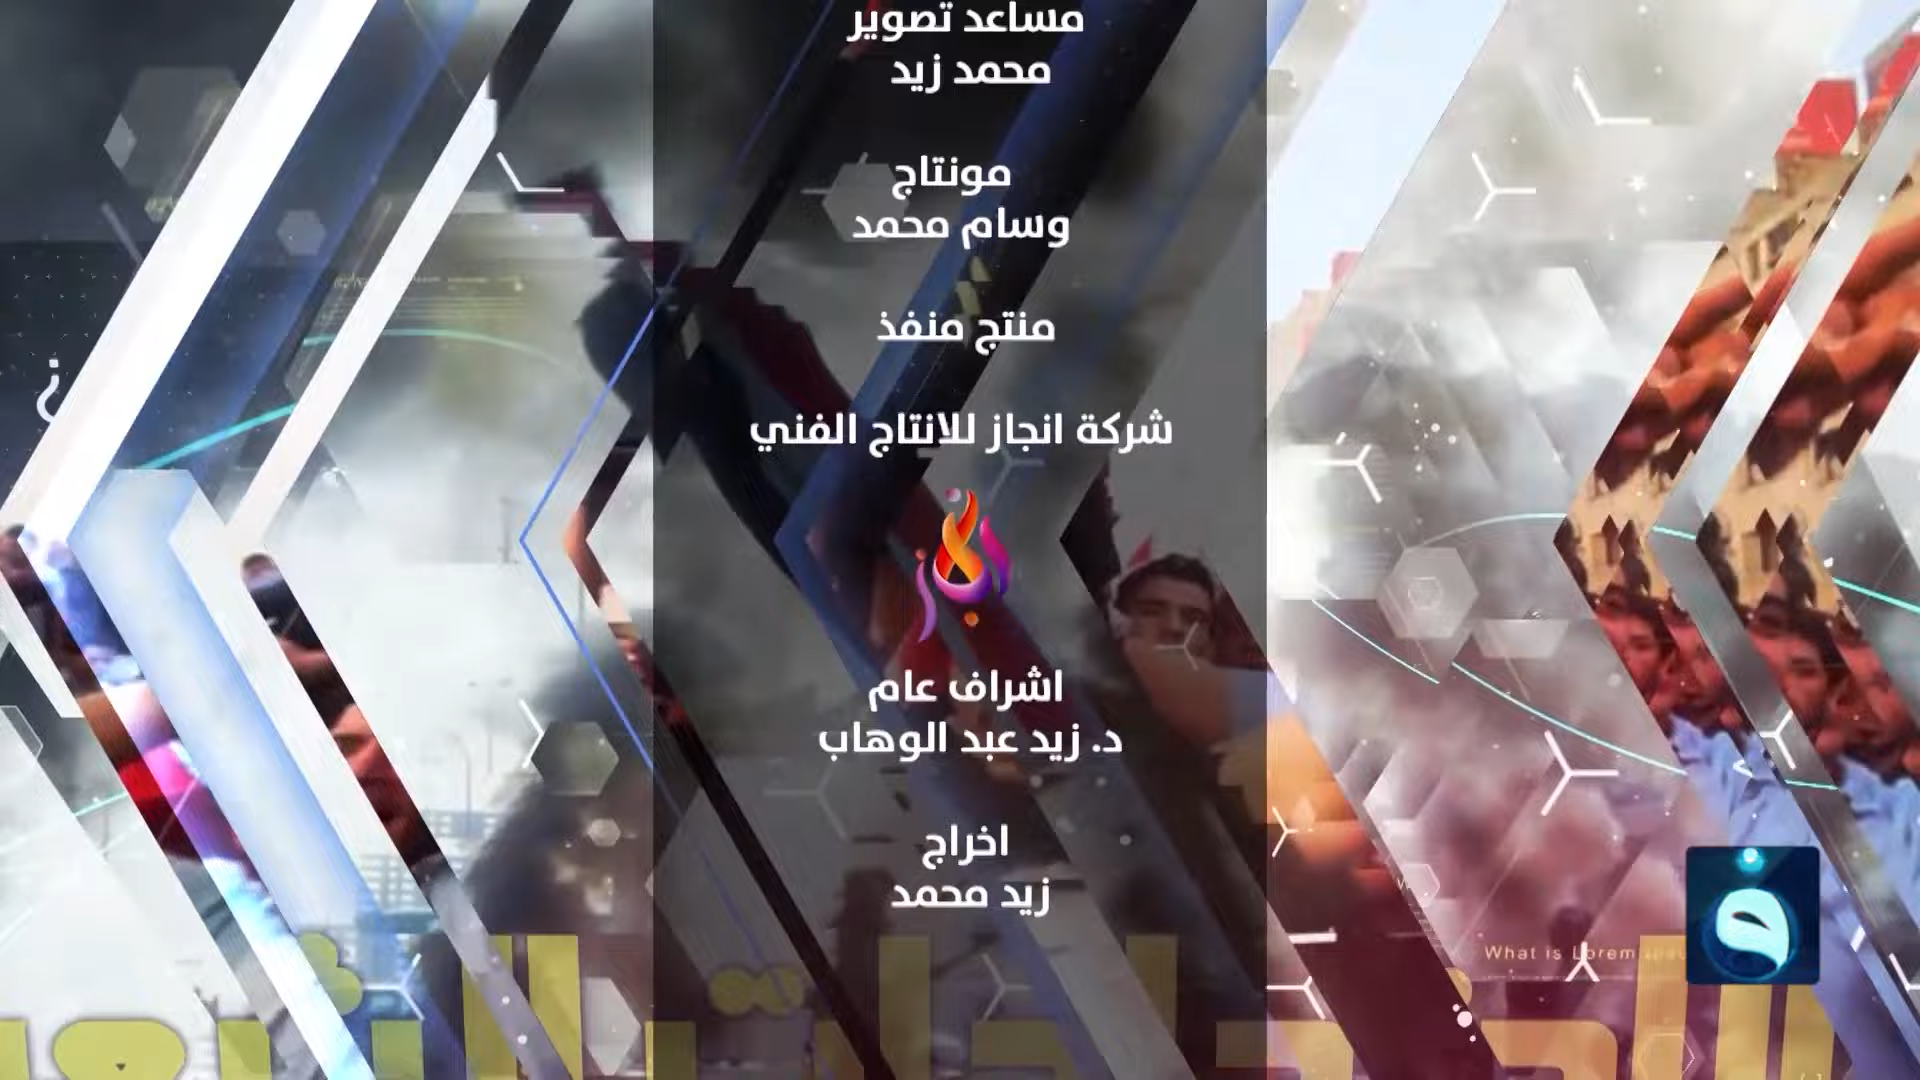 مساعد تصوير
محمد زيد
مونتاج
وسام محمد
منتج منفذ
شركة انجاز للانتاج الفني
اشراف عام
د. زيد عبد الوهاب
اخراج
زيد محمد
What is Lorem